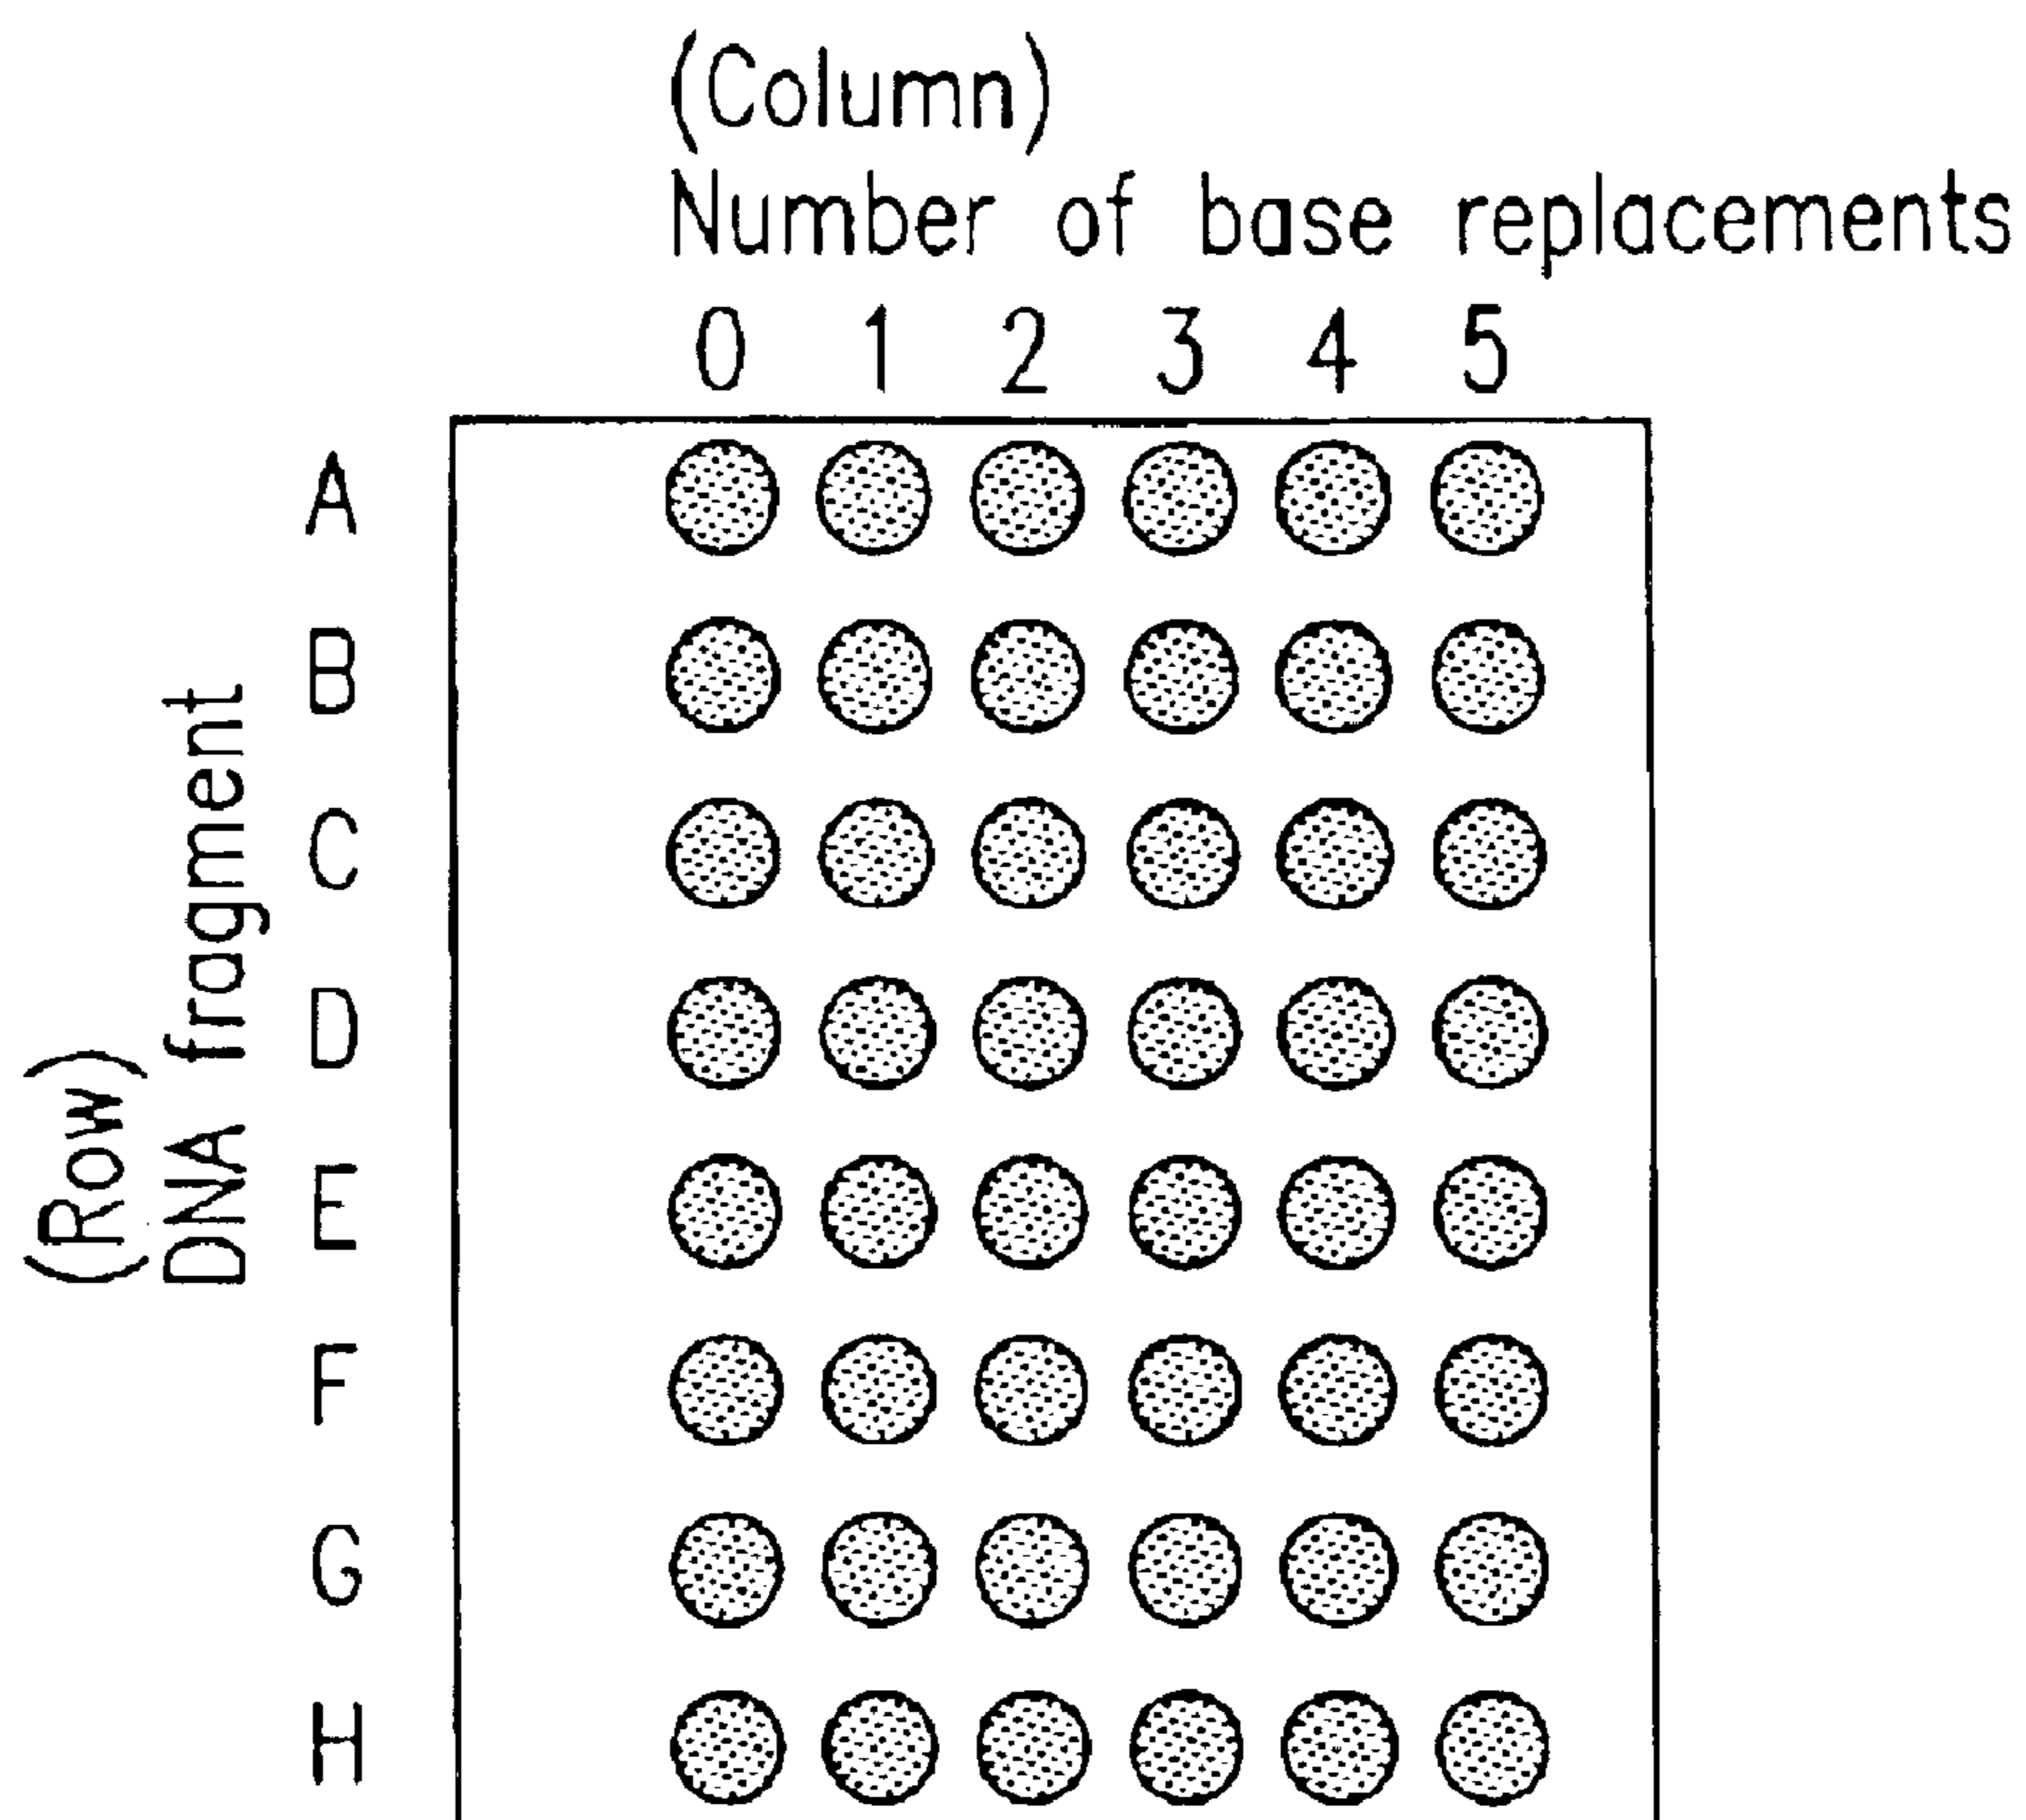 (Column)
Number of base replacements
0 1 2 3 4 5
(Row)
DNA fragment
A
B
C
D
E
F
G
H